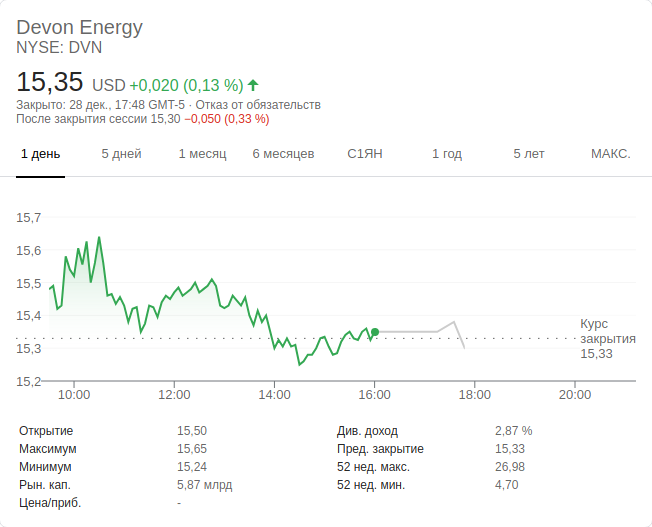 Devon Energy
NYSE: DVN
15,35 USD +0,020 (0,13 %)
Закрыто: 28 дек., 17:48 GMT-5 · Отказ от обязательств
После закрытия сессии 15,30 −0,050 (0,33 %)
1 день 5 дней 1 месяц 6 месяцев С1ЯН 1 год 5 лет МАКС.
15,7
15,6
15,5
15,4
15,3
15,2
Курс
закрытия
15,33
10:00 12:00 14:00 16:00 18:00 20:00
Открытие 15,50 Див. доход 2,87 %
Максимум 15,65 Пред. закрытие 15,33
Минимум 15,24 52 нед. макс. 26,98
Рын. кап. 5,87 млрд 52 нед. мин. 4,70
Цена/приб. -